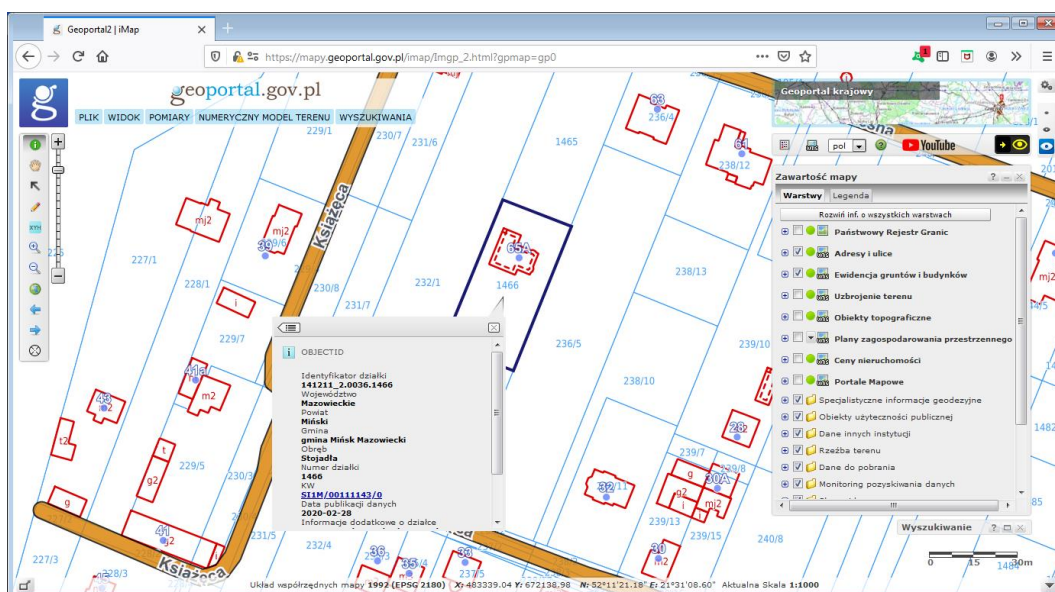 Geoportal2 | iMap
https://mapy.geoportal.gov.pl/imap/Imgp_2.html?gpmap=gp0
geoportal.gov.pl
PLIK WIDOK POMIARY NUMERYCZNY MODEL TERENU WYSZUKIWANIA
Geoportal krajowy
pol
YouTube
Zawartość mapy
Warstwy Legenda
Rozwiń inf. o wszystkich warstwach
Państwowy Rejestr Granic
Adresy i ulice
Ewidencja gruntów i budynków
Uzbrojenie terenu
Obiekty topograficzne
Plany zagospodarowania przestrzennego
Ceny nieruchomości
Portale Mapowe
Specjalistyczne informacje geodezyjne
Obiekty użyteczności publicznej
Dane innych instytucji
Rzeźba terenu
Dane do pobrania
Monitoring pozyskiwania danych
Wyszukiwanie
0 15 30m
OBJECTID
Identyfikator działki
141211_2.0036.1466
Województwo
Mazowieckie
Powiat
Miński
Gmina
gmina Mińsk Mazowiecki
Obręb
Stojadła
Numer działki
1466
KW
SI1M/00111143/0
Data publikacji danych
2020-02-28
Informacje dodatkowe o działce
229/1
230/7
231/6
1465
63
236/4
61
238/12
Książęca
mj2
mj2
39
227/1
228/1
i
230/8
231/7
232/1
65A
1466
238/13
229/7
236/5
239/10
41a
m2
43
238/10
t2
t
g2
229/5
230/3
28
239/7
239/8
30A
g
g2
i
i
mj2
32
239/13
239/15
240/8
30
m2
g
41
i
231/5
232/4
36
35
33
237/5
227/3
228/3
Książęca
mj2
1482
Układ współrzędnych mapy 1992 (EPSG 2180) X: 483339.04 Y: 672138.98 N: 52°11'21.18" E: 21°31'08.60" Aktualna Skala 1:1000